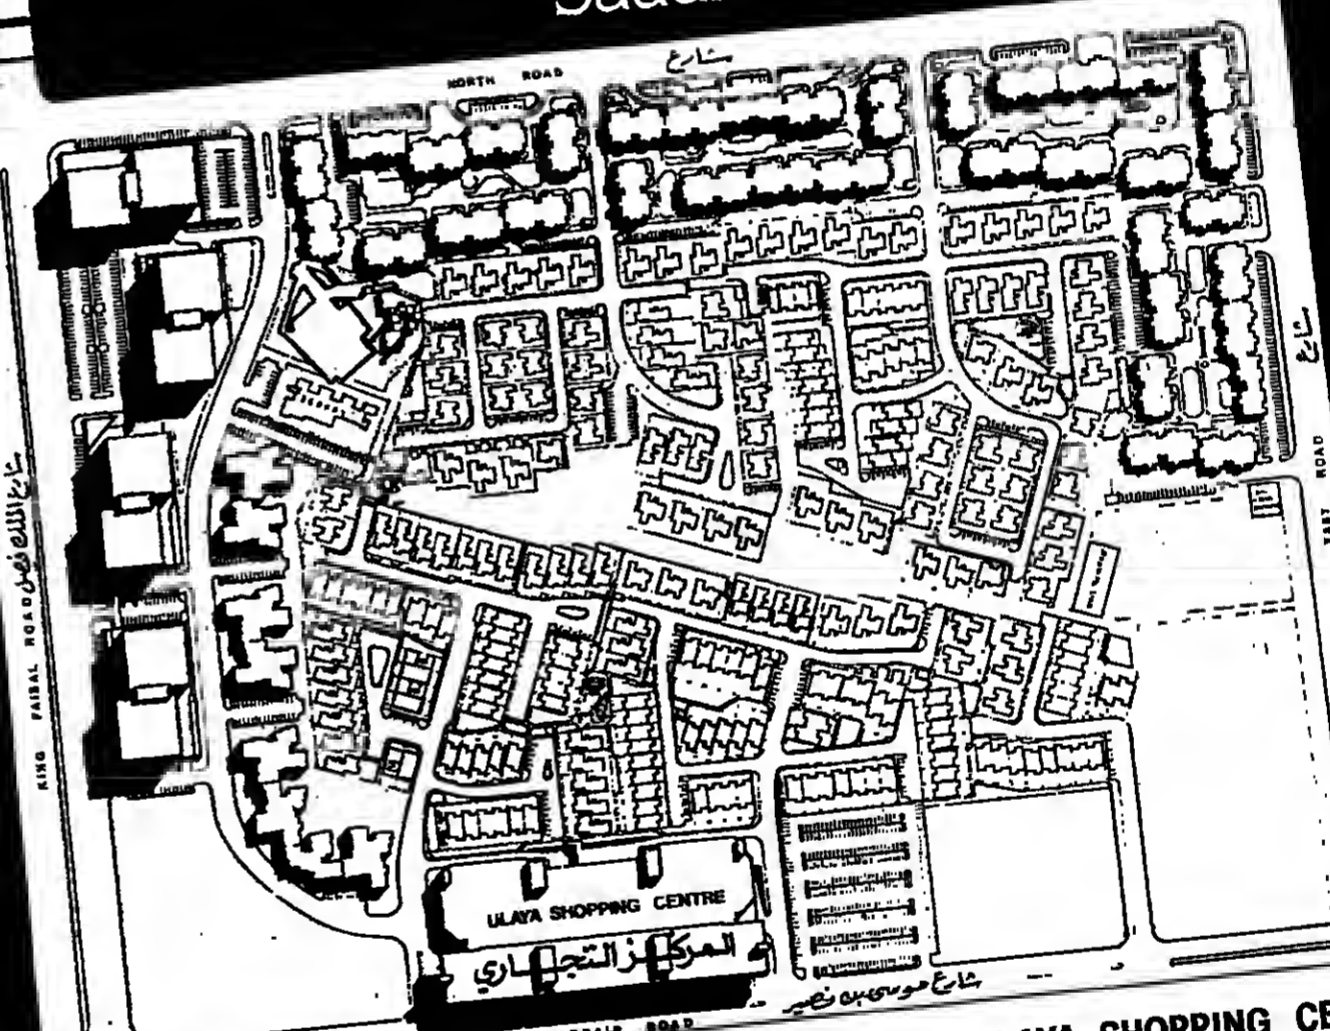 NORTH ROAD
شارع
شارع
EAST ROAD
شارع الملك فيصل
KING FAISAL ROAD
ULAYA SHOPPING CENTRE
المركز التجاري
شارع موسى بن نصير
ROAD
SHOPPING